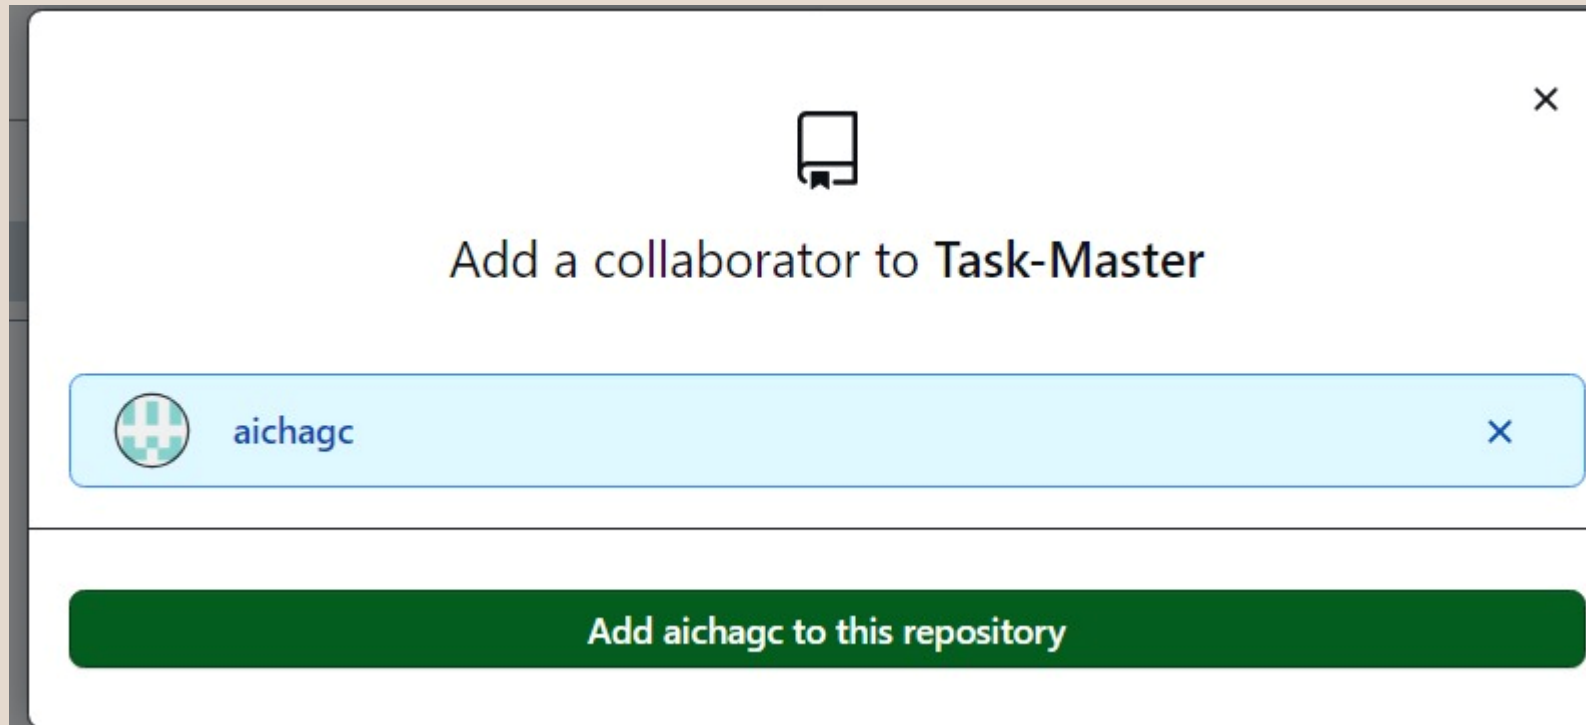 Add a collaborator to Task-Master
aichagc
Add aichagc to this repository